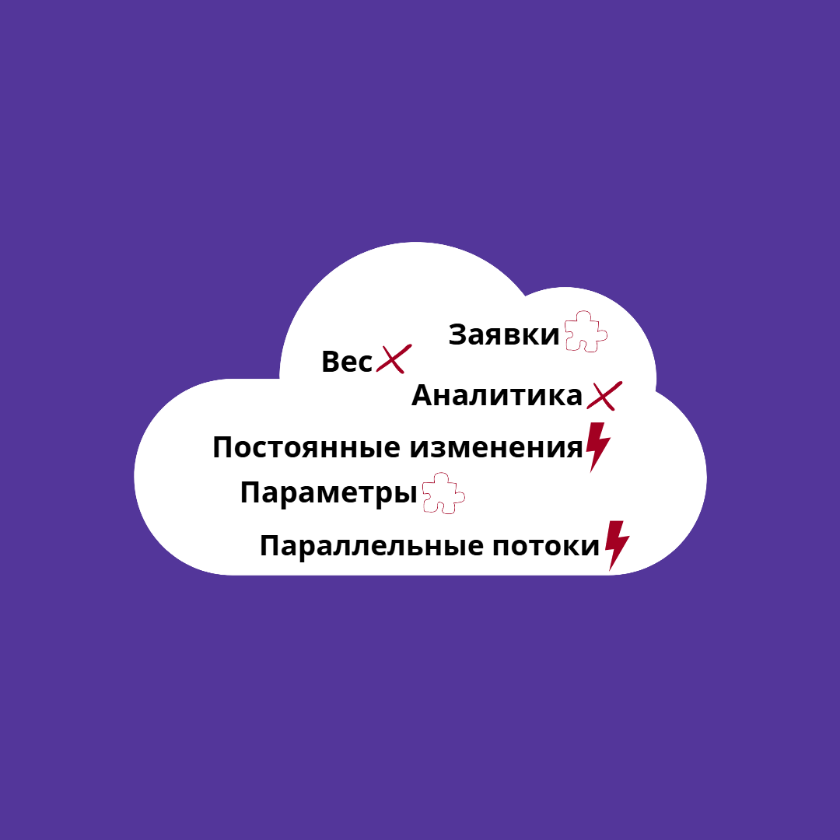 Заявки
Вес
Аналитика
Постоянные изменения
Параметры
Параллельные потоки